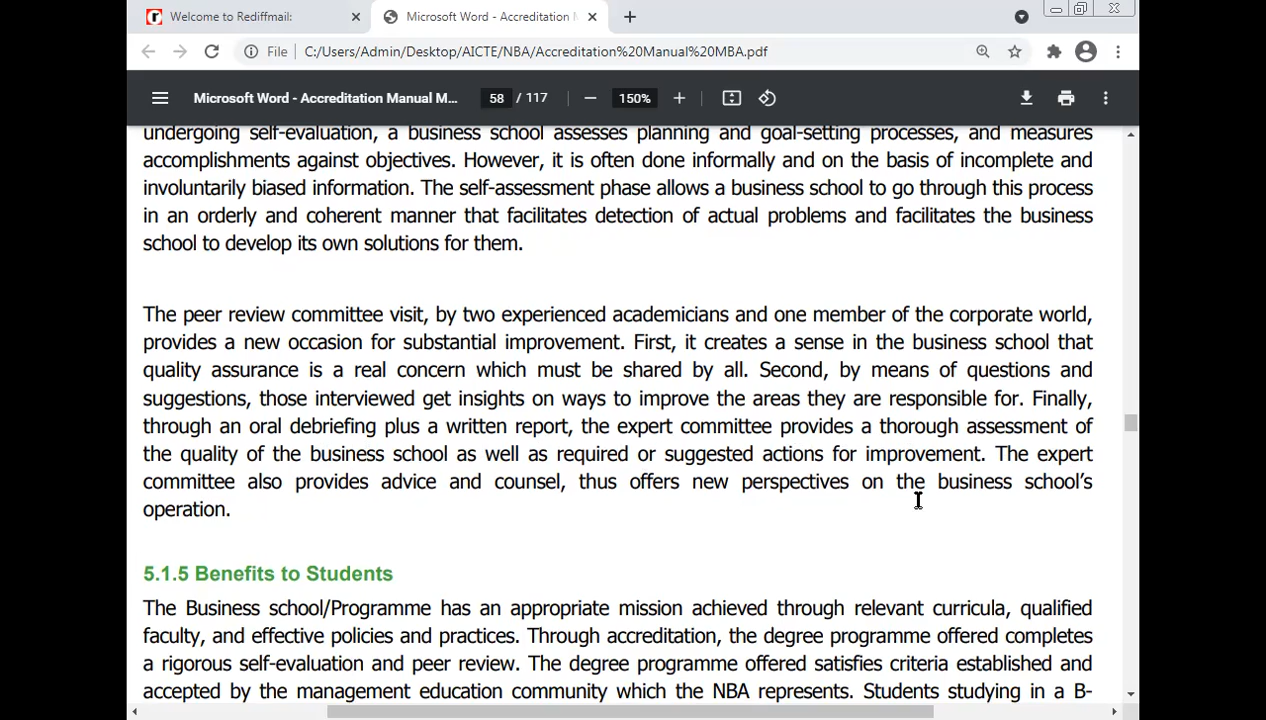 Welcome to Rediffmail:
Microsoft Word - Accreditation M
File
C:/Users/Admin/Desktop/AICTE/NBA/Accreditation%20Manual%20MBA.pdf
Microsoft Word - Accreditation Manual M...
58 / 117
150%
undergoing self-evaluation, a business school assesses planning and goal-setting processes, and measures
accomplishments against objectives. However, it is often done informally and on the basis of incomplete and
involuntarily biased information. The self-assessment phase allows a business school to go through this process
in an orderly and coherent manner that facilitates detection of actual problems and facilitates the business
school to develop its own solutions for them.
The peer review committee visit, by two experienced academicians and one member of the corporate world,
provides a new occasion for substantial improvement. First, it creates a sense in the business school that
quality assurance is a real concern which must be shared by all. Second, by means of questions and
suggestions, those interviewed get insights on ways to improve the areas they are responsible for. Finally,
through an oral debriefing plus a written report, the expert committee provides a thorough assessment of
the quality of the business school as well as required or suggested actions for improvement. The expert
committee also provides advice and counsel, thus offers new perspectives on the business school’s
operation.
5.1.5 Benefits to Students
The Business school/Programme has an appropriate mission achieved through relevant curricula, qualified
faculty, and effective policies and practices. Through accreditation, the degree programme offered completes
a rigorous self-evaluation and peer review. The degree programme offered satisfies criteria established and
accepted by the management education community which the NBA represents. Students studying in a B-